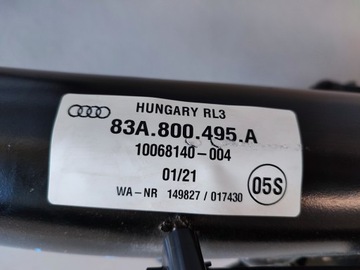 HUNGARY RL3
83A.800.495.A
10068140-004
01/21
05S
WA-NR 149827/017430